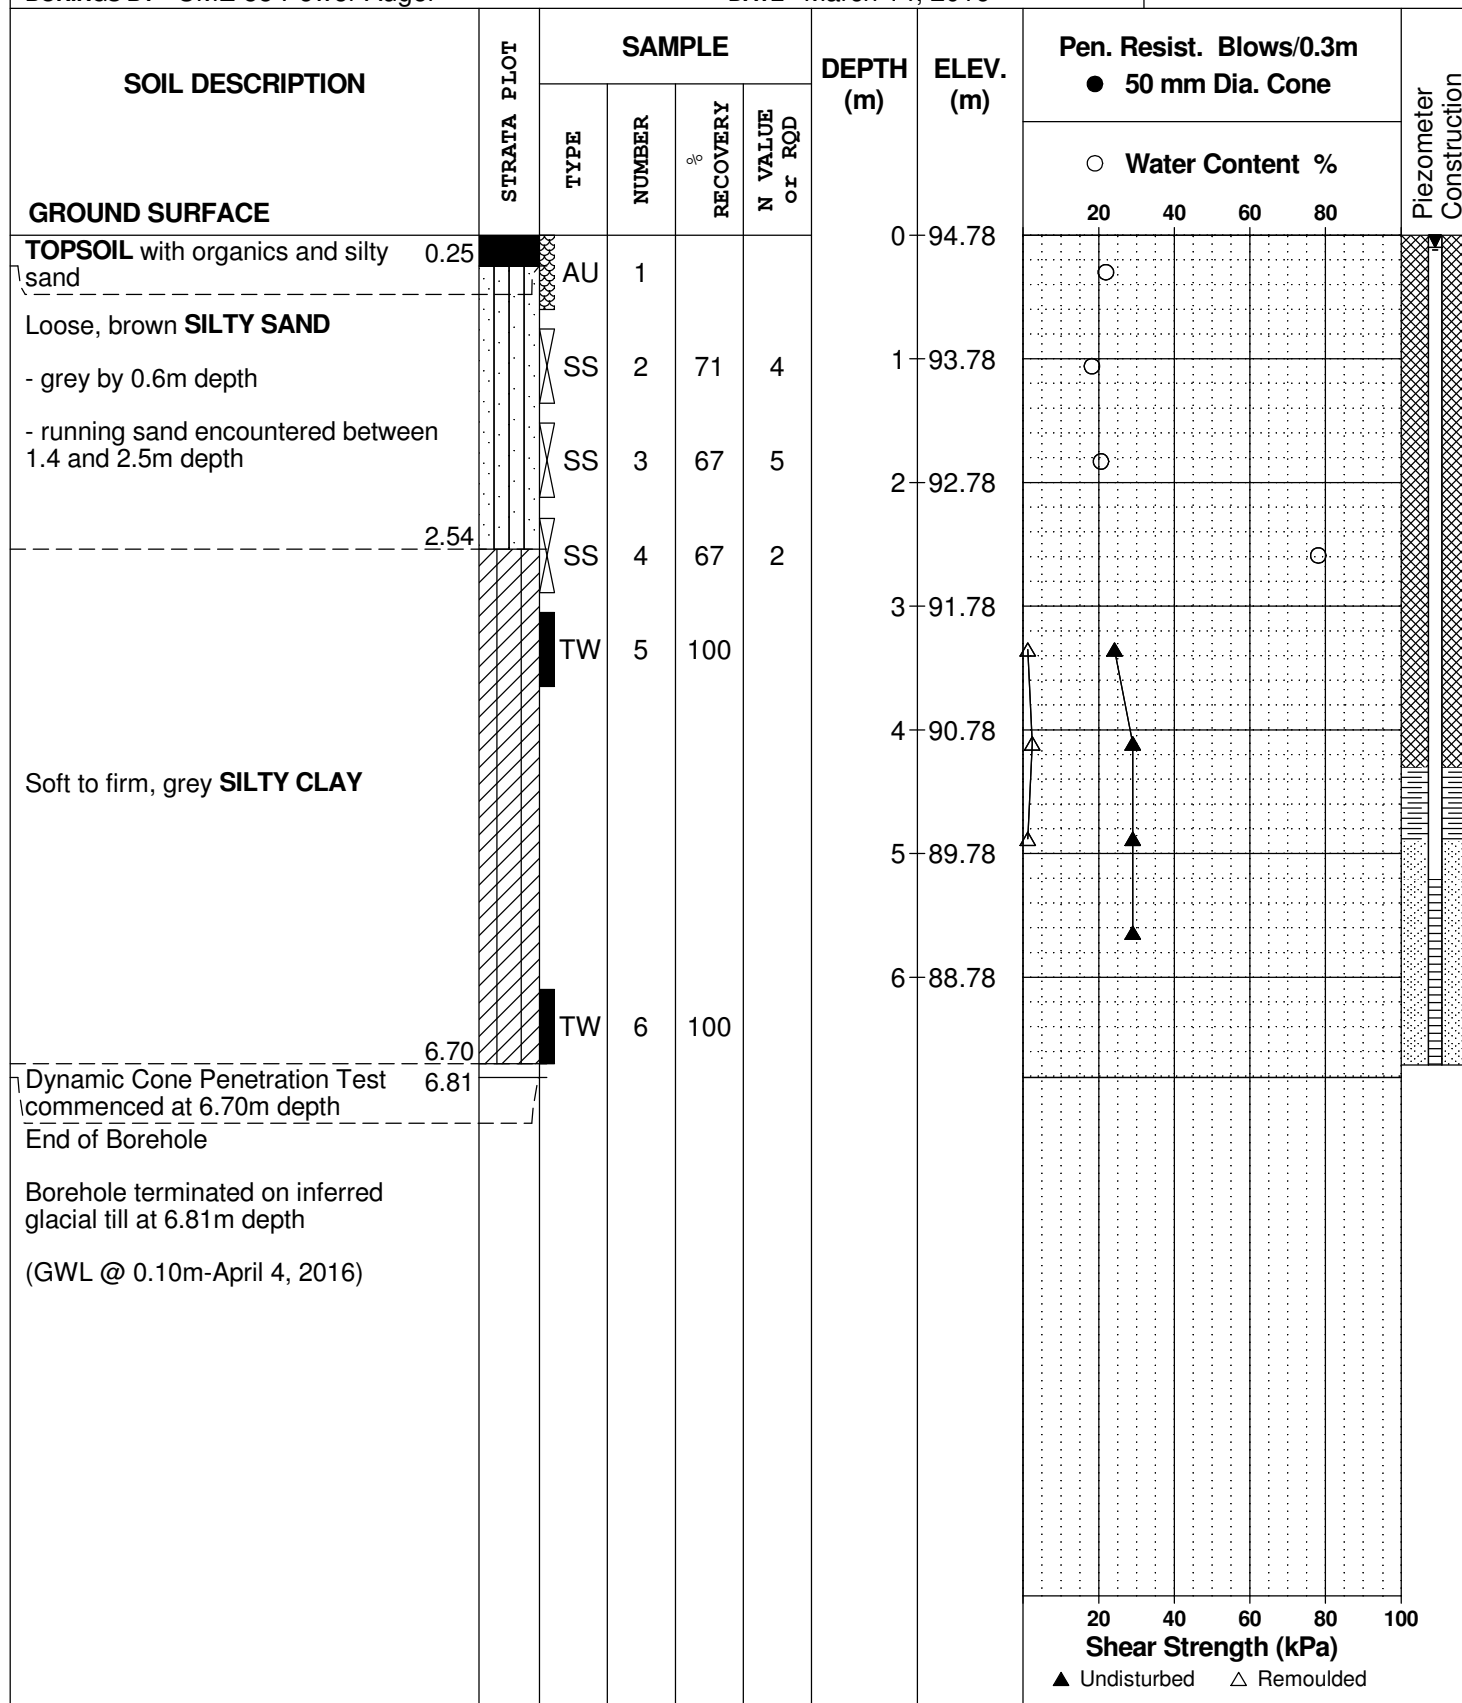 SOIL DESCRIPTION
GROUND SURFACE
STRATA PLOT
SAMPLE
TYPE
NUMBER
% RECOVERY
N VALUE
or RQD
DEPTH
(m)
ELEV.
(m)
Pen. Resist. Blows/0.3m
● 50 mm Dia. Cone
○ Water Content %
20 40 60 80
Piezometer
Construction
TOPSOIL with organics and silty 0.25
sand
Loose, brown SILTY SAND
- grey by 0.6m depth
- running sand encountered between
1.4 and 2.5m depth
2.54
Soft to firm, grey SILTY CLAY
6.70
Dynamic Cone Penetration Test 6.81
commenced at 6.70m depth
End of Borehole
Borehole terminated on inferred
glacial till at 6.81m depth
(GWL @ 0.10m-April 4, 2016)
AU 1
SS 2 71 4
SS 3 67 5
SS 4 67 2
TW 5 100
TW 6 100
0 94.78
1 93.78
2 92.78
3 91.78
4 90.78
5 89.78
6 88.78
20 40 60 80 100
Shear Strength (kPa)
▲ Undisturbed △ Remoulded